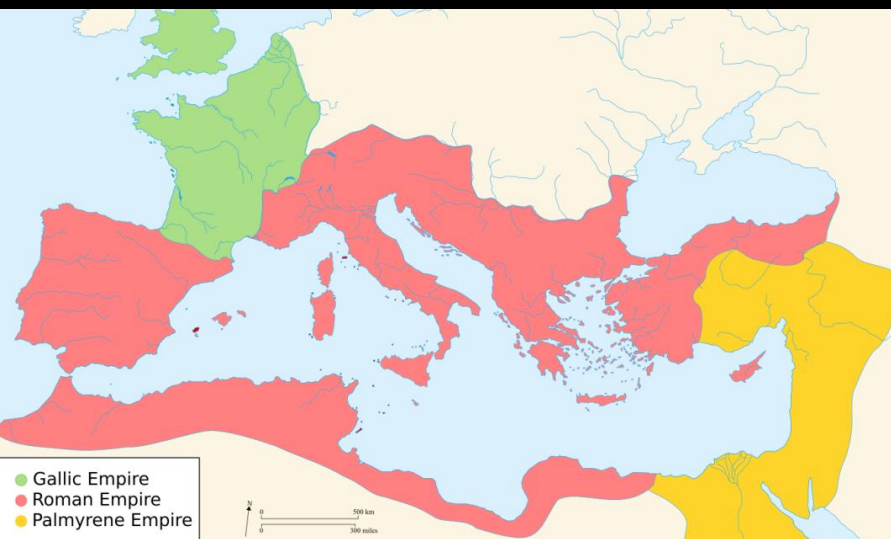 Gallic Empire
Roman Empire
Palmyrene Empire
N
0 500 km
0 300 miles